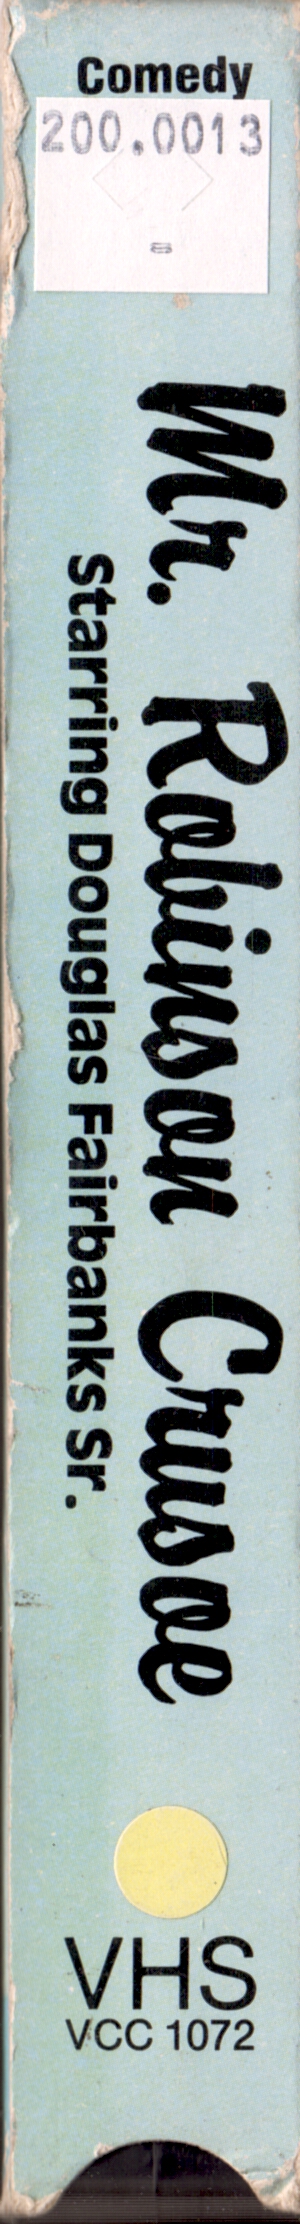 Comedy
200.0013
=
Mr. Robinson Crusoe
Starring Douglas Fairbanks Sr.
VHS
VCC 1072